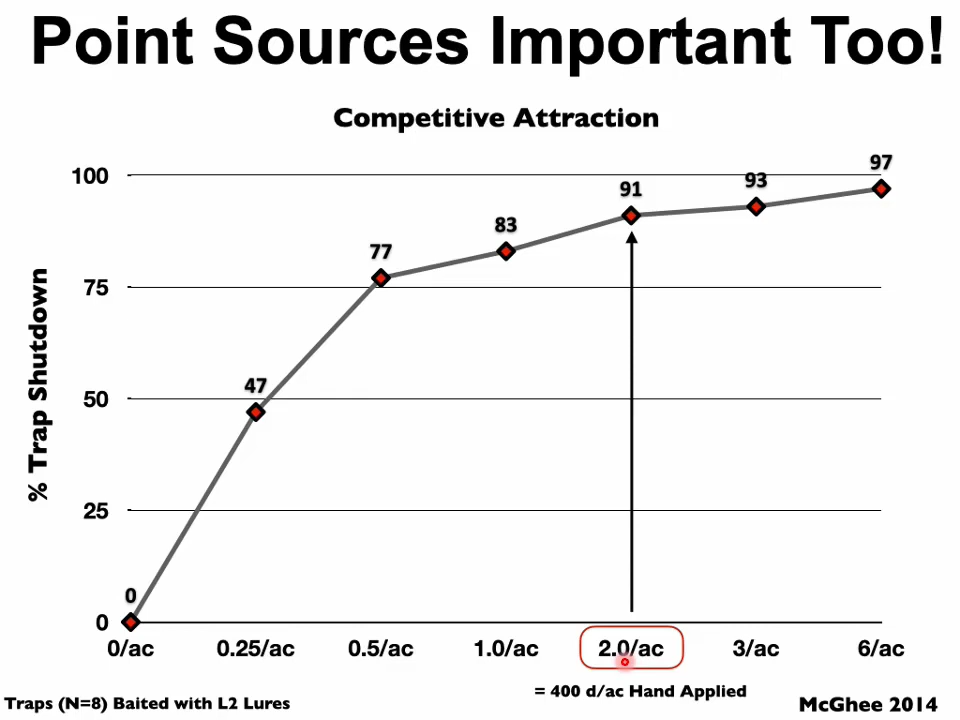 Point Sources Important Too!
Competitive Attraction
% Trap Shutdown
100
75
50
25
0
0
47
77
83
91
93
97
0/ac
0.25/ac
0.5/ac
1.0/ac
2.0/ac
3/ac
6/ac
= 400 d/ac Hand Applied
Traps (N=8) Baited with L2 Lures
McGhee 2014